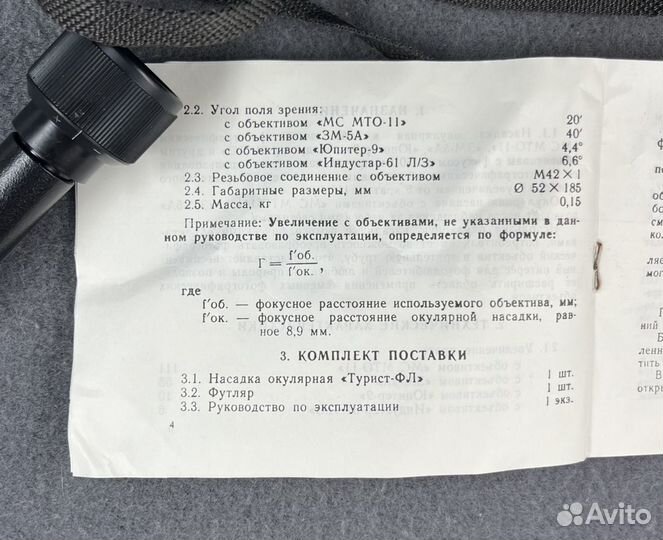 2.2. Угол поля зрения:
с объективом «МС МТО-11» 20′
с объективом «ЗМ-5А» 40′
с объективом «Юпитер-9» 4,4°
с объективом «Индустар-61 Л/З» 6,6°
2.3. Резьбовое соединение с объективом М42×1
2.4. Габаритные размеры, мм Ø 52×185
2.5. Масса, кг 0,15
Примечание: Увеличение с объективами, не указанными в дан-
ном руководстве по эксплуатации, определяется по формуле:
Г = f′об. / f′ок. ,
где
f′об. — фокусное расстояние используемого объектива, мм;
f′ок. — фокусное расстояние окулярной насадки, рав-
ное 8,9 мм.
3. КОМПЛЕКТ ПОСТАВКИ
3.1. Насадка окулярная «Турист-ФЛ» 1 шт.
3.2. Футляр 1 шт.
3.3. Руководство по эксплуатации 1 экз.
4
Avito